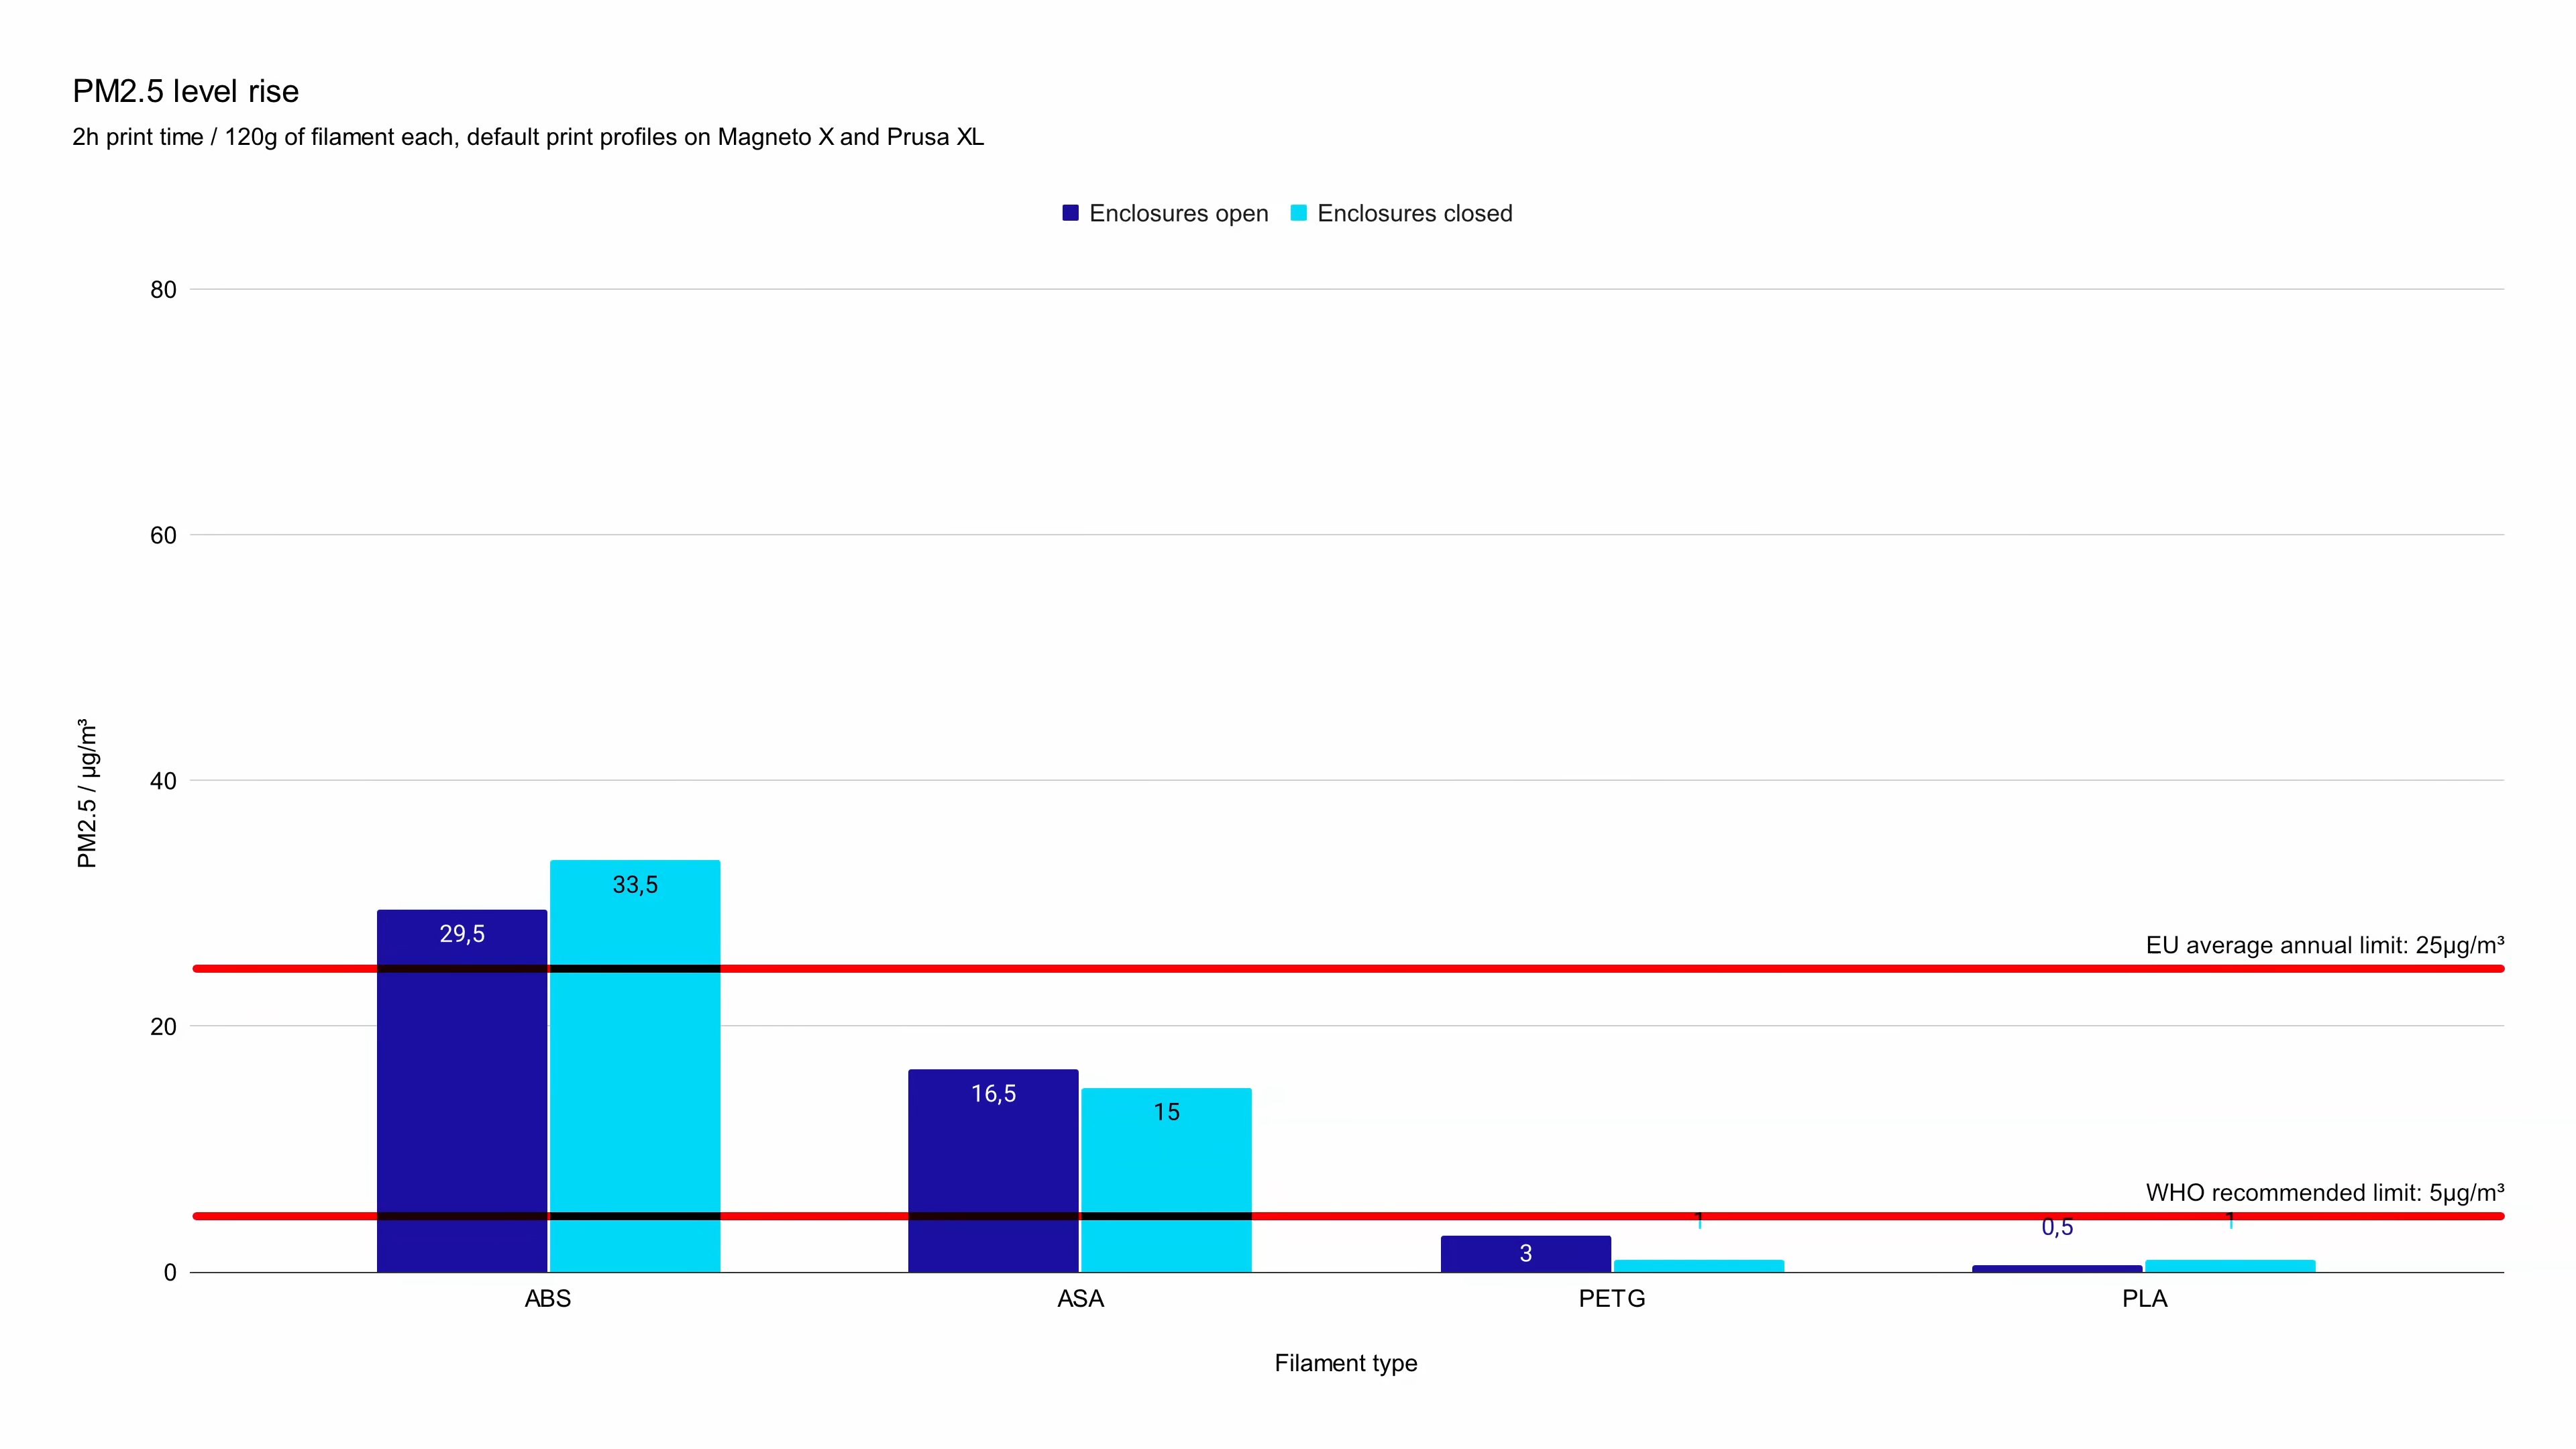 PM2.5 level rise
2h print time / 120g of filament each, default print profiles on Magneto X and Prusa XL
Enclosures open Enclosures closed
80
60
40
20
0
PM2.5 / µg/m³
33,5
29,5
EU average annual limit: 25µg/m³
16,5
15
WHO recommended limit: 5µg/m³
1
1
0,5
3
ABS ASA PETG PLA
Filament type